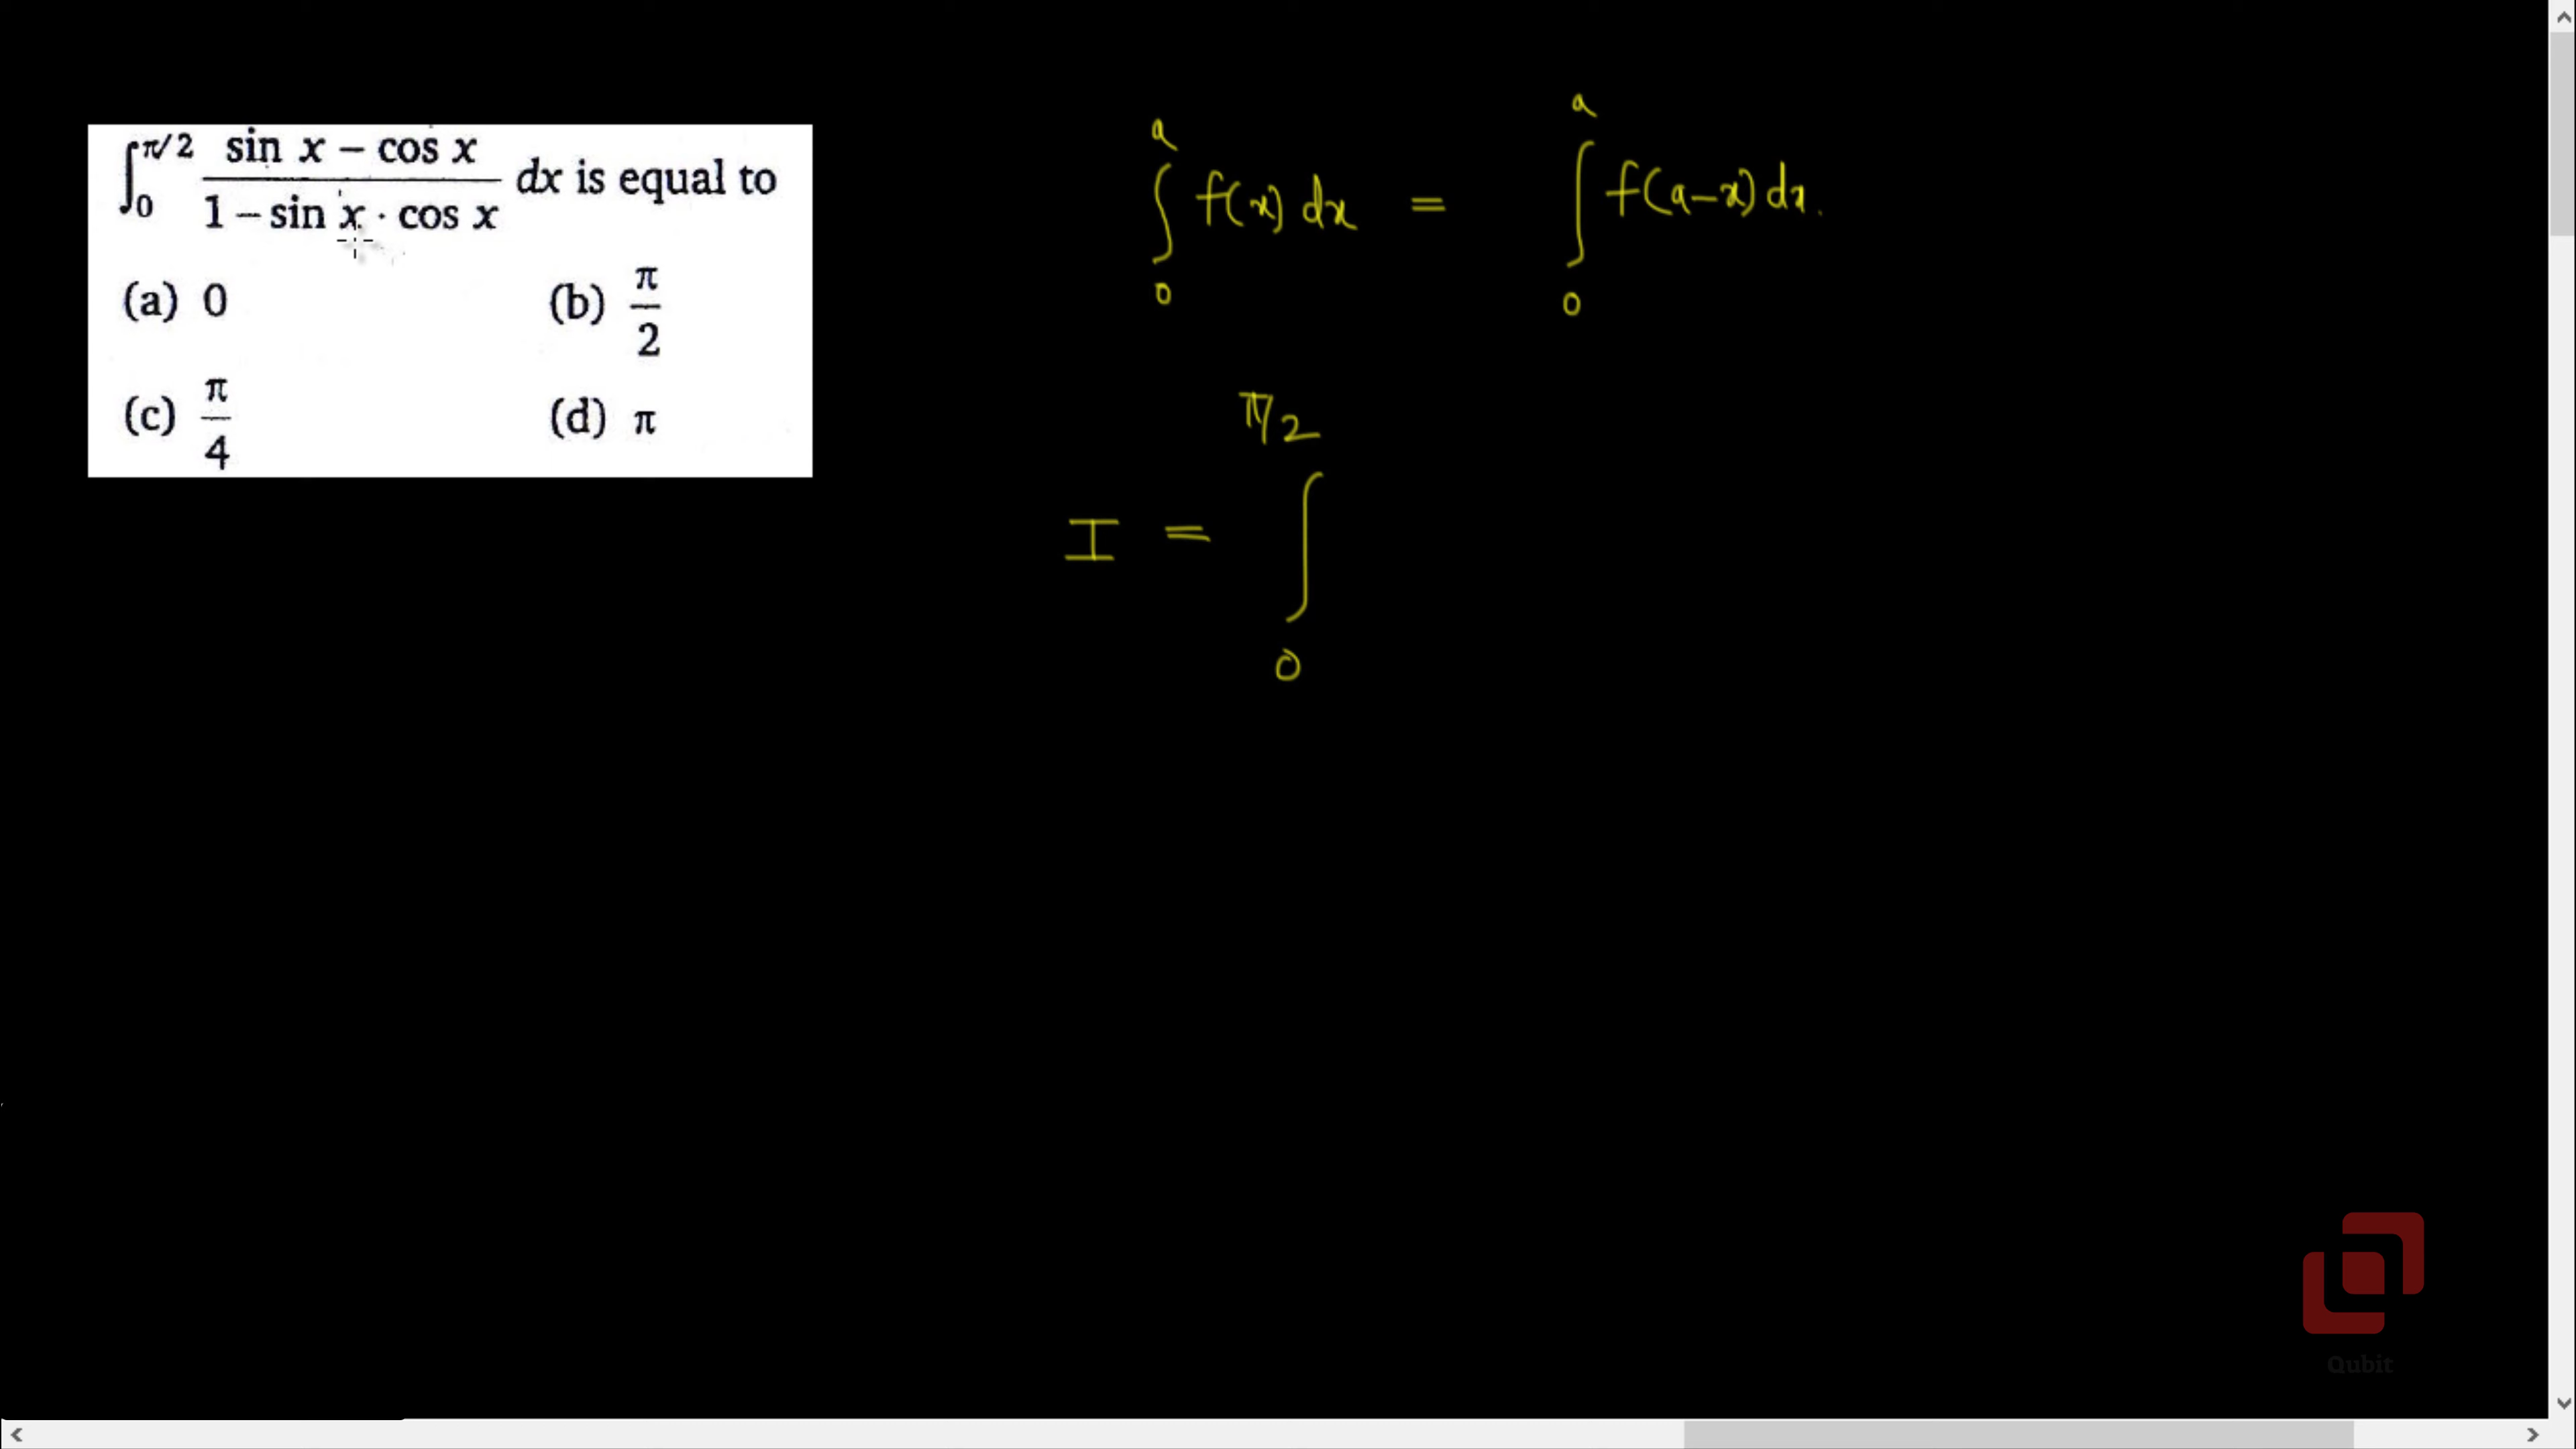 ∫₀^π/2 (sin x − cos x)/(1 − sin x · cos x) dx is equal to
(a) 0 (b) π/2
(c) π/4 (d) π
∫₀^a f(x) dx = ∫₀^a f(a−x) dx.
I = ∫₀^π/2
Qubit